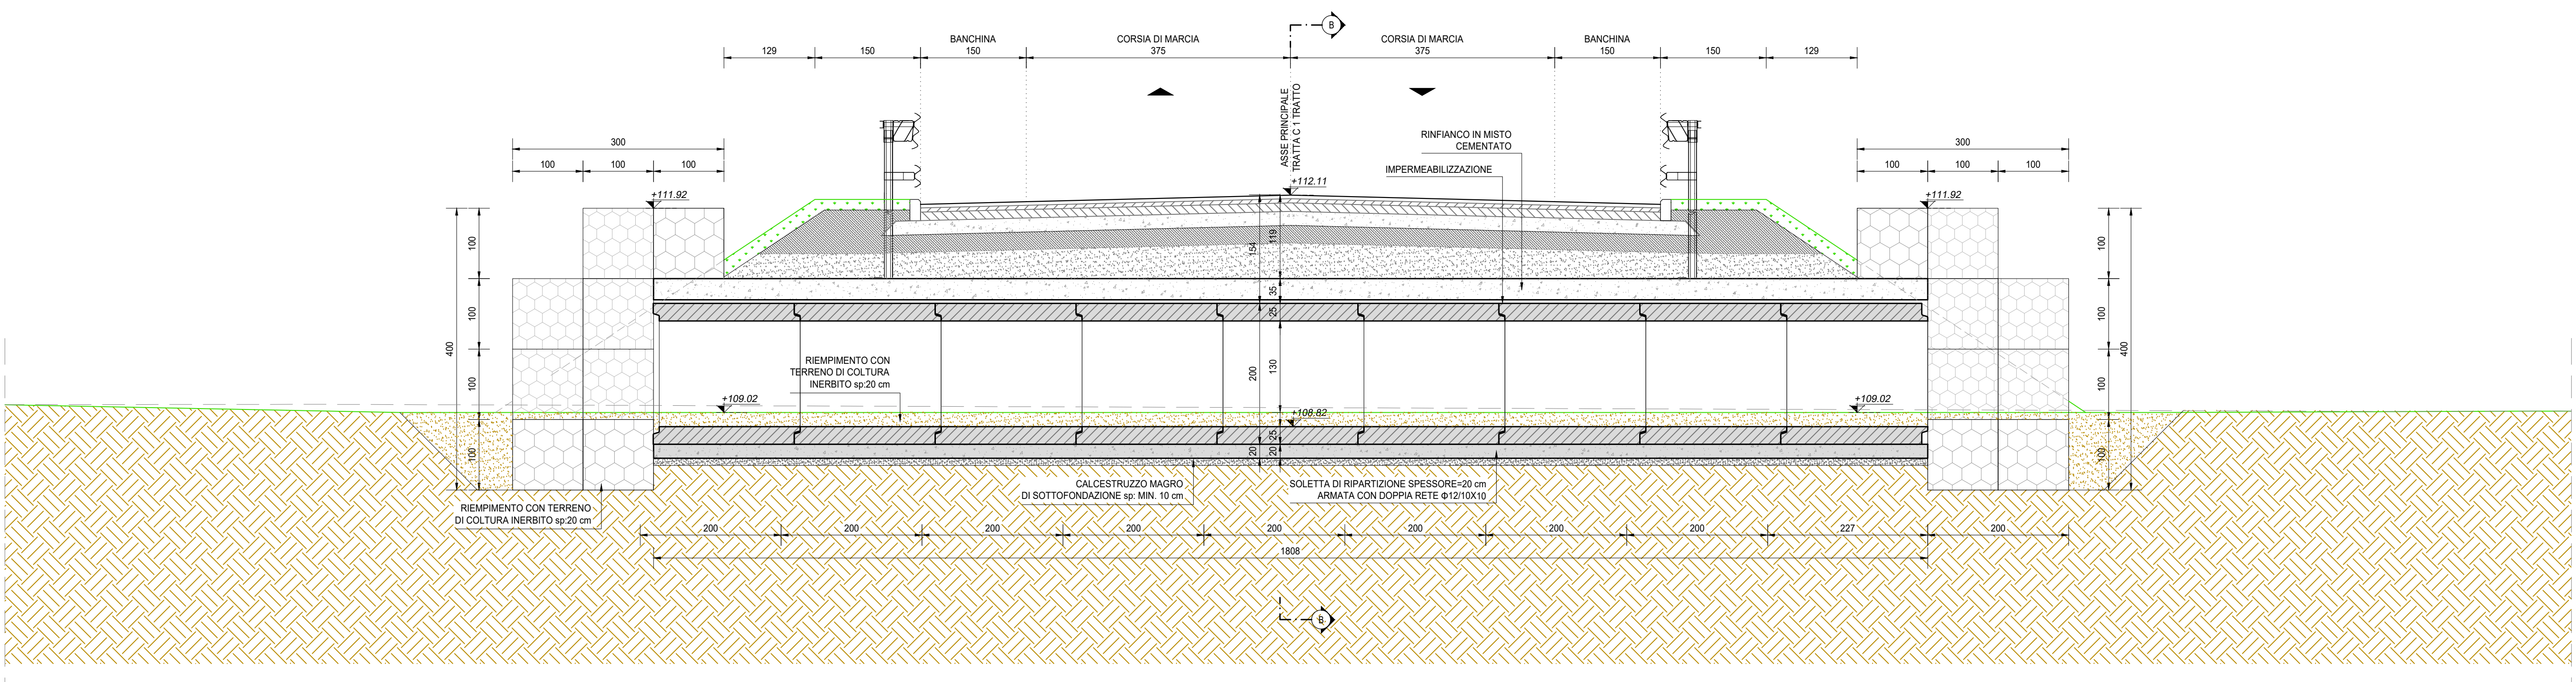 B
BANCHINA
CORSIA DI MARCIA
CORSIA DI MARCIA
BANCHINA
129
150
150
375
375
150
150
129
ASSE PRINCIPALE
TRATTA C 1 TRATTO
RINFIANCO IN MISTO
CEMENTATO
IMPERMEABILIZZAZIONE
300
100
100
100
300
100
100
100
+111.92
+112.11
+111.92
400
100
100
100
100
154
119
35
25
200
130
25
20
20
100
100
100
100
400
RIEMPIMENTO CON
TERRENO DI COLTURA
INERBITO sp:20 cm
+109.02
+108.82
+109.02
CALCESTRUZZO MAGRO
DI SOTTOFONDAZIONE sp: MIN. 10 cm
SOLETTA DI RIPARTIZIONE SPESSORE=20 cm
ARMATA CON DOPPIA RETE Φ12/10X10
RIEMPIMENTO CON TERRENO
DI COLTURA INERBITO sp:20 cm
200
200
200
200
200
200
200
200
227
200
1808
B